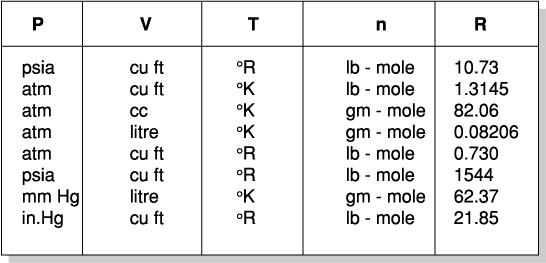 P V T n R
psia cu ft °R lb - mole 10.73
atm cu ft °K lb - mole 1.3145
atm cc °K gm - mole 82.06
atm litre °K gm - mole 0.08206
atm cu ft °R lb - mole 0.730
psia cu ft °R lb - mole 1544
mm Hg litre °K gm - mole 62.37
in.Hg cu ft °R lb - mole 21.85